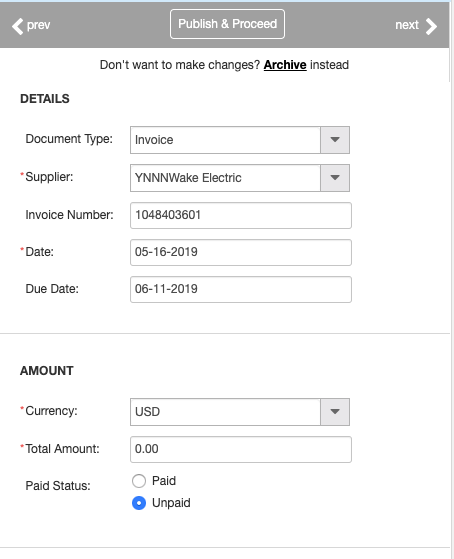 prev
Publish & Proceed
next
Don't want to make changes? Archive instead
DETAILS
Document Type: Invoice
*Supplier: YNNNWake Electric
Invoice Number: 1048403601
*Date: 05-16-2019
Due Date: 06-11-2019
AMOUNT
*Currency: USD
*Total Amount: 0.00
Paid Status: Paid
Unpaid